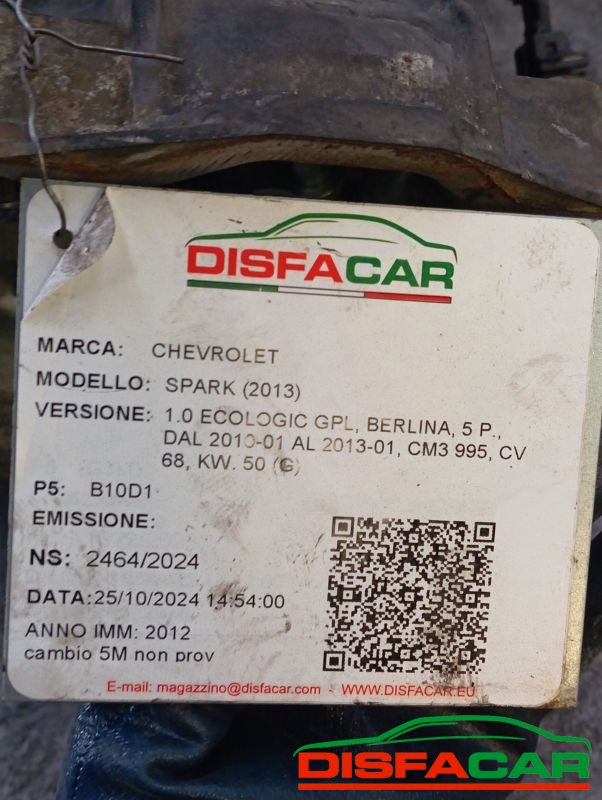 DISFACAR
MARCA: CHEVROLET
MODELLO: SPARK (2013)
VERSIONE: 1.0 ECOLOGIC GPL, BERLINA, 5 P.,
DAL 2010-01 AL 2013-01, CM3 995, CV
68, KW. 50 (G)
P5: B10D1
EMISSIONE:
NS: 2464/2024
DATA: 25/10/2024 14:54:00
ANNO IMM: 2012
cambio 5M non prov
E-mail: magazzino@disfacar.com - WWW.DISFACAR.EU
DISFACAR